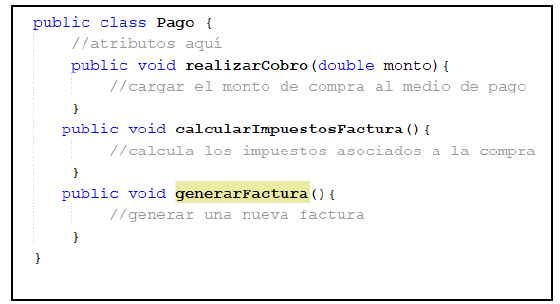 public class Pago {
//atributos aquí
public void realizarCobro(double monto){
//cargar el monto de compra al medio de pago
}
public void calcularImpuestosFactura(){
//calcula los impuestos asociados a la compra
}
public void generarFactura(){
//generar una nueva factura
}
}